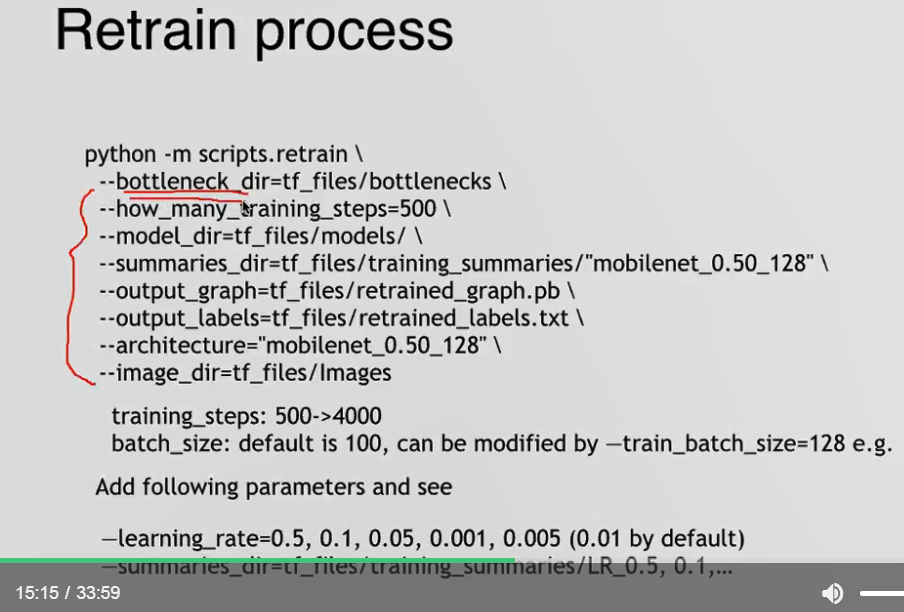 Retrain process
python -m scripts.retrain \
--bottleneck_dir=tf_files/bottlenecks \
--how_many_training_steps=500 \
--model_dir=tf_files/models/ \
--summaries_dir=tf_files/training_summaries/"mobilenet_0.50_128" \
--output_graph=tf_files/retrained_graph.pb \
--output_labels=tf_files/retrained_labels.txt \
--architecture="mobilenet_0.50_128" \
--image_dir=tf_files/Images
training_steps: 500->4000
batch_size: default is 100, can be modified by —train_batch_size=128 e.g.
Add following parameters and see
—learning_rate=0.5, 0.1, 0.05, 0.001, 0.005 (0.01 by default)
—summaries_dir=tf_files/training_summaries/LR_0.5, 0.1,...
15:15 / 33:59